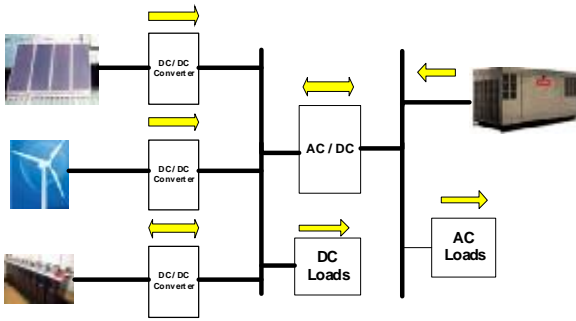 DC/DC
Converter
DC/DC
Converter
DC/DC
Converter
AC / DC
DC
Loads
AC
Loads